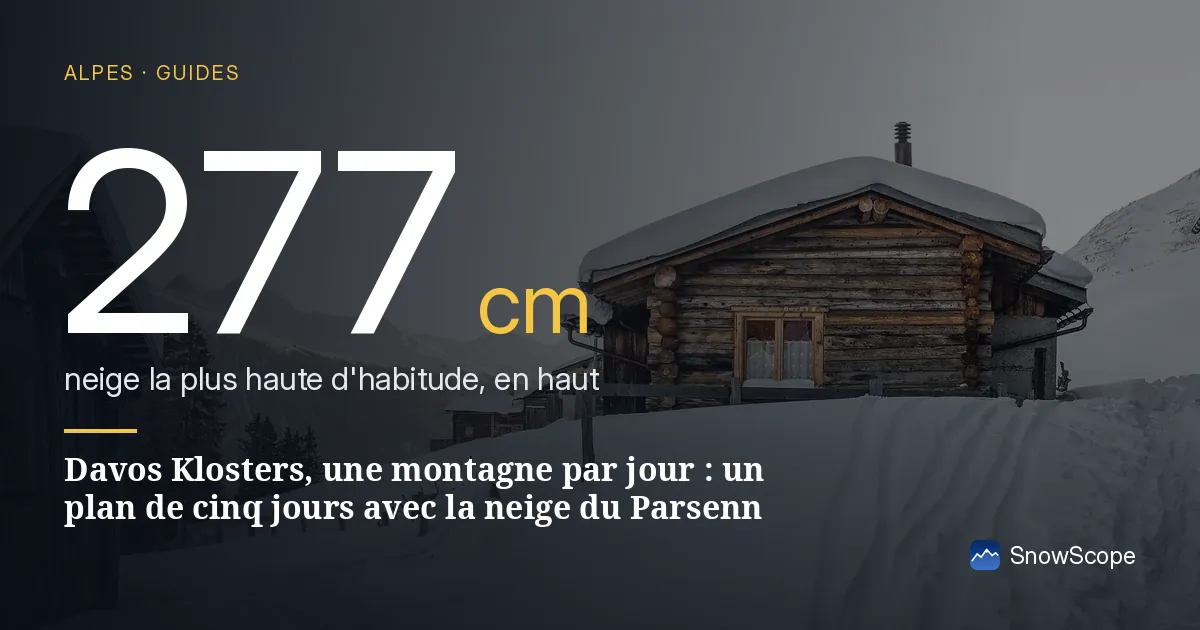 ALPES · GUIDES
277 cm
neige la plus haute d'habitude, en haut
Davos Klosters, une montagne par jour : un
plan de cinq jours avec la neige du Parsenn
SnowScope